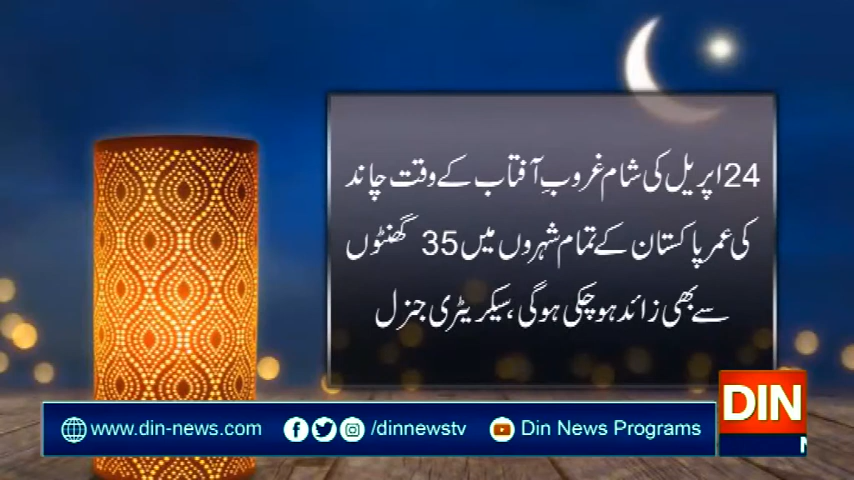 24 اپریل کی شام غروبِ آفتاب کے وقت چاند
کی عمر پاکستان کے تمام شہروں میں 35 گھنٹوں
سے بھی زائد ہو چکی ہوگی، سیکریٹری جنرل
DIN
www.din-news.com /dinnewstv Din News Programs
N